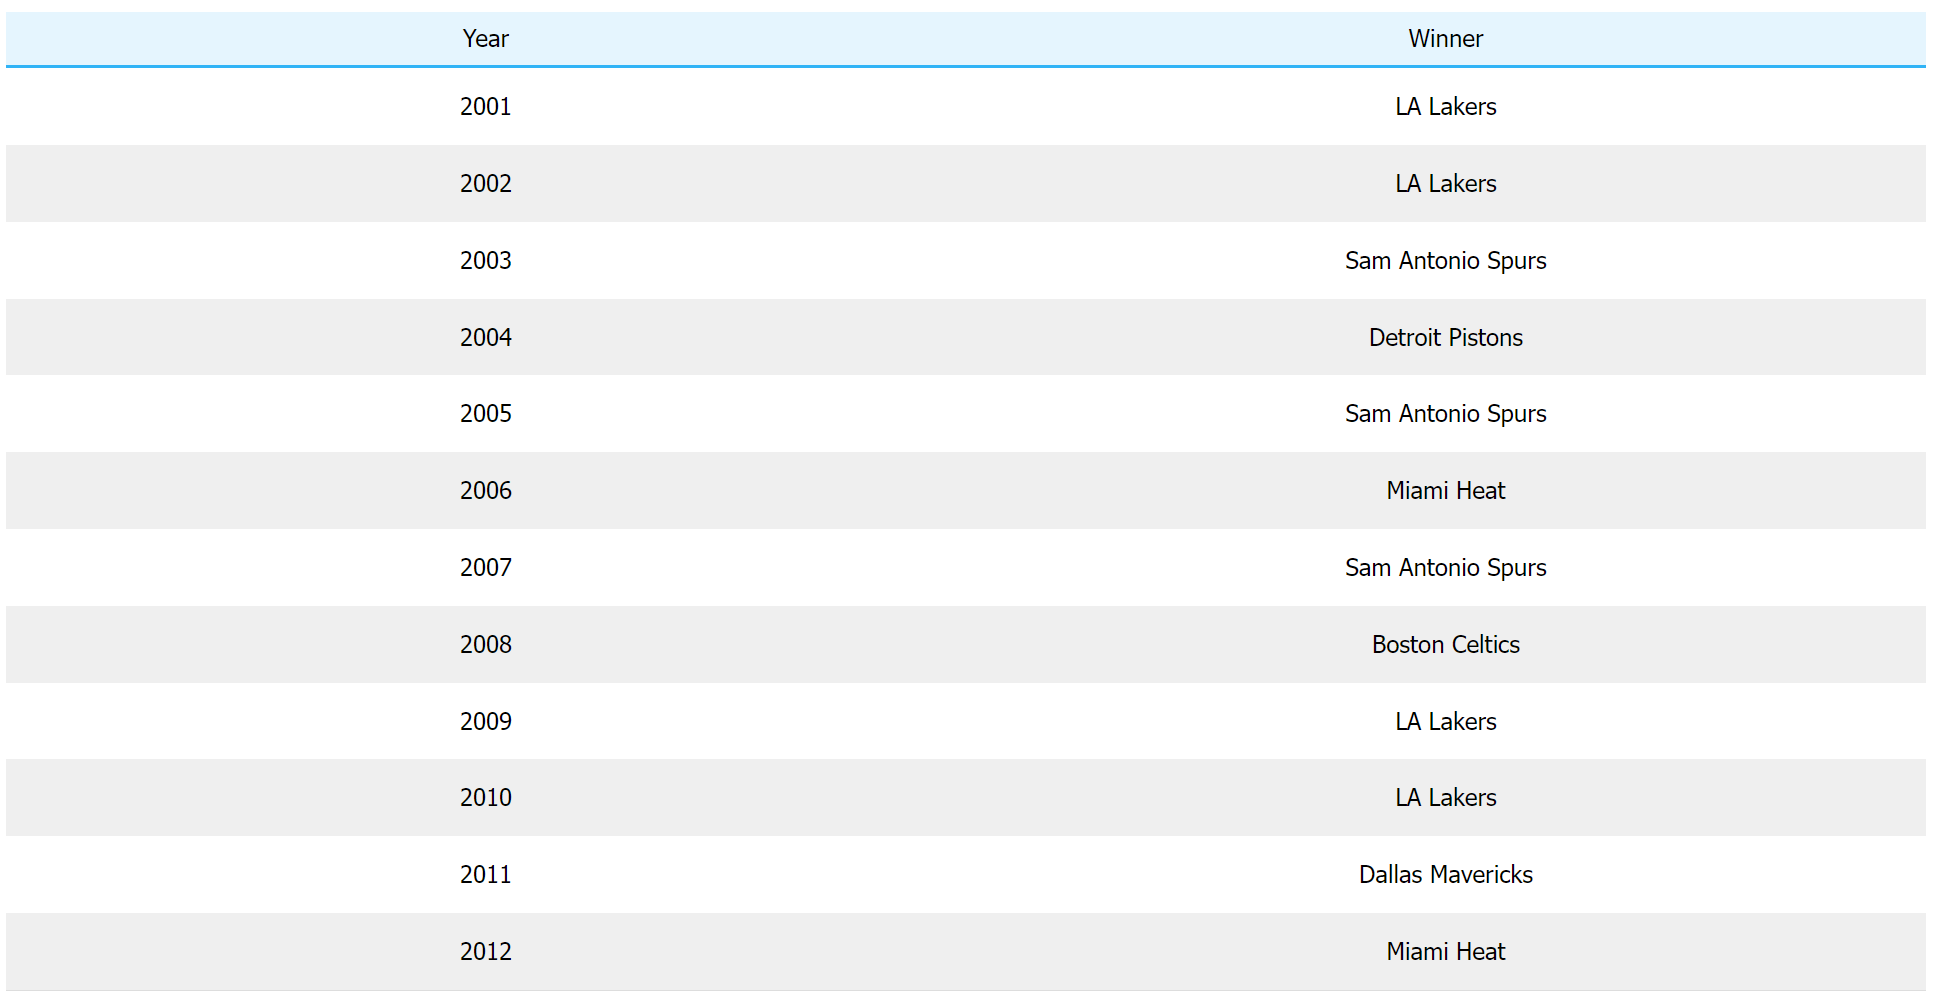 Year Winner
2001 LA Lakers
2002 LA Lakers
2003 Sam Antonio Spurs
2004 Detroit Pistons
2005 Sam Antonio Spurs
2006 Miami Heat
2007 Sam Antonio Spurs
2008 Boston Celtics
2009 LA Lakers
2010 LA Lakers
2011 Dallas Mavericks
2012 Miami Heat